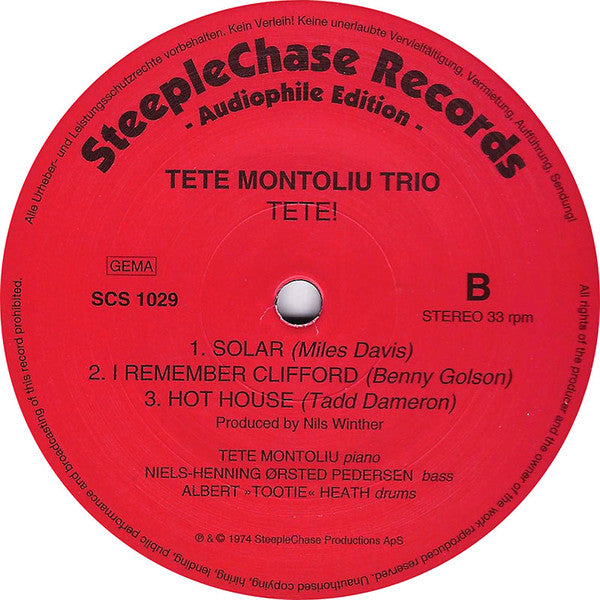 Alle Urheber- und Leistungsschutzrechte vorbehalten. Kein Verleih! Keine unerlaubte Vervielfältigung, Vermietung, Aufführung, Sendung!
SteepleChase Records
- Audiophile Edition -
TETE MONTOLIU TRIO
TETE!
GEMA
SCS 1029
B
STEREO 33 rpm
1. SOLAR (Miles Davis)
2. I REMEMBER CLIFFORD (Benny Golson)
3. HOT HOUSE (Tadd Dameron)
Produced by Nils Winther
TETE MONTOLIU piano
NIELS-HENNING ØRSTED PEDERSEN bass
ALBERT »TOOTIE« HEATH drums
℗ & © 1974 SteepleChase Productions ApS
All rights of the producer and the owner of the work reproduced reserved. Unauthorised copying, hiring, lending, public performance and broadcasting of this record prohibited.